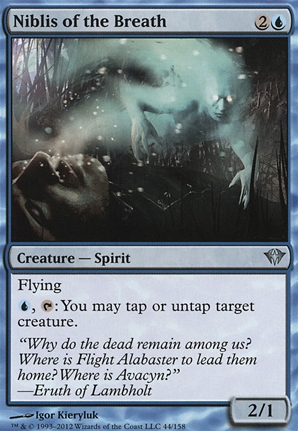 Niblis of the Breath 2
Creature — Spirit
Flying
, : You may tap or untap target
creature.
“Why do the dead remain among us?
Where is Flight Alabaster to lead them
home? Where is Avacyn?”
—Eruth of Lambholt
Igor Kieryluk
™ & © 1993–2012 Wizards of the Coast LLC 44/158
2/1